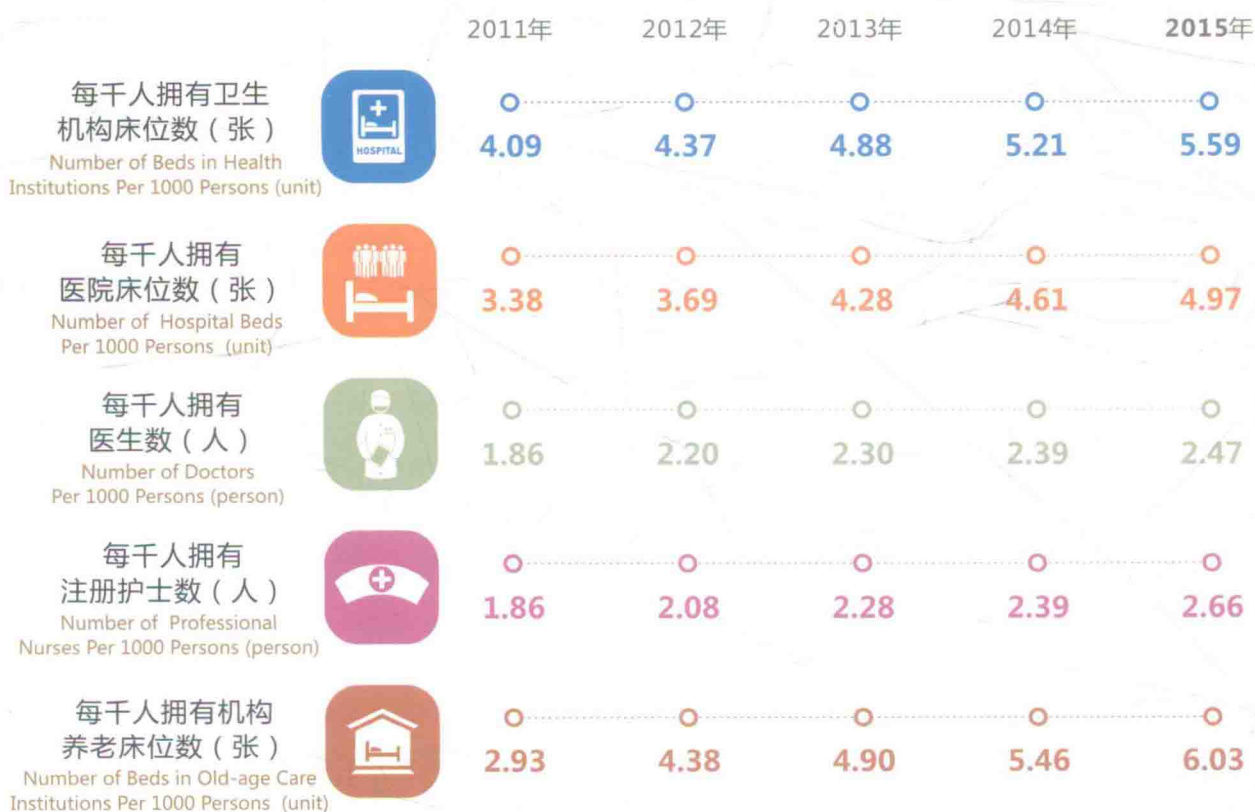 2011年 2012年 2013年 2014年 2015年
每千人拥有卫生
机构床位数（张）
Number of Beds in Health
Institutions Per 1000 Persons (unit)
HOSPITAL
4.09 4.37 4.88 5.21 5.59
每千人拥有
医院床位数（张）
Number of Hospital Beds
Per 1000 Persons (unit)
3.38 3.69 4.28 4.61 4.97
每千人拥有
医生数（人）
Number of Doctors
Per 1000 Persons (person)
1.86 2.20 2.30 2.39 2.47
每千人拥有
注册护士数（人）
Number of Professional
Nurses Per 1000 Persons (person)
1.86 2.08 2.28 2.39 2.66
每千人拥有机构
养老床位数（张）
Number of Beds in Old-age Care
Institutions Per 1000 Persons (unit)
2.93 4.38 4.90 5.46 6.03